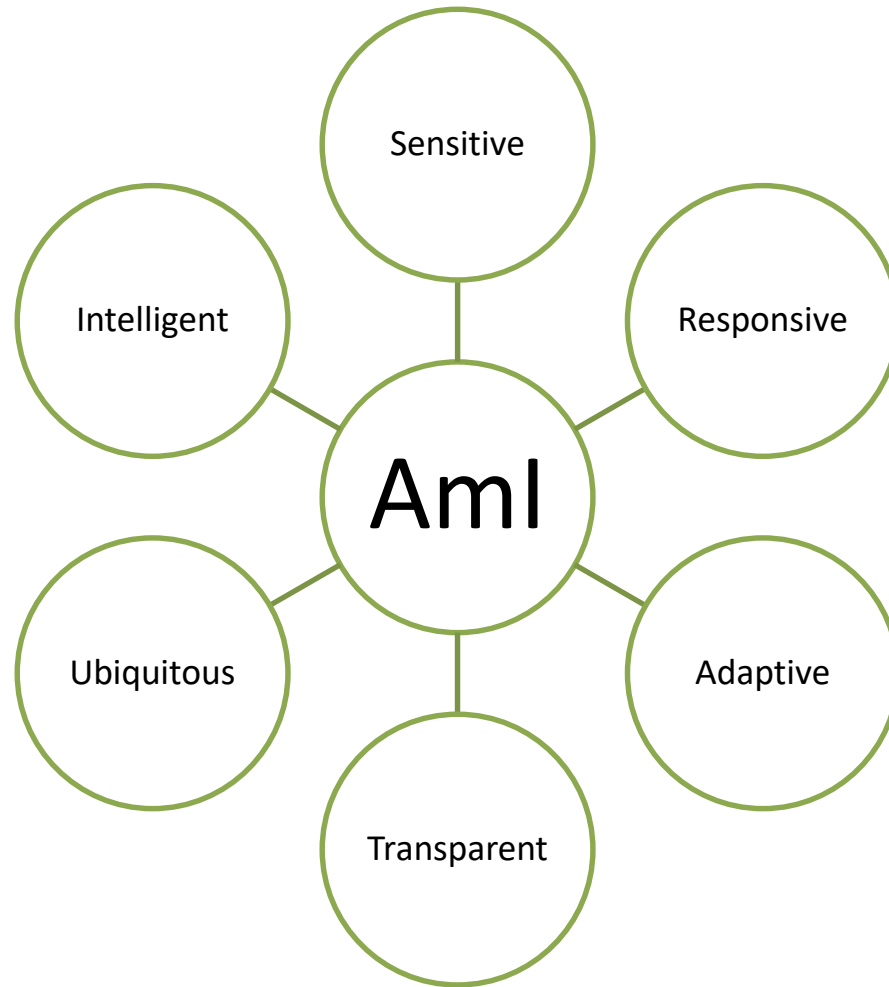 Sensitive
Intelligent
Responsive
AmI
Ubiquitous
Adaptive
Transparent